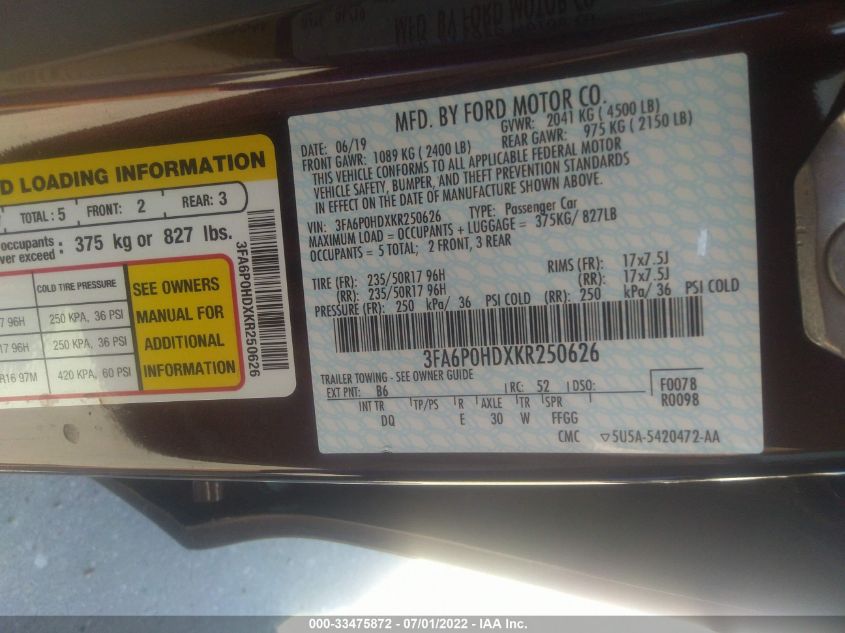 MFD. BY FORD MOTOR CO
D LOADING INFORMATION
TOTAL: 5 FRONT: 2 REAR: 3
occupants
ver exceed : 375 kg or 827 lbs.
COLD TIRE PRESSURE
7 96H 250 KPA, 36 PSI
17 96H 250 KPA, 36 PSI
R16 97M 420 KPA, 60 PSI
SEE OWNERS
MANUAL FOR
ADDITIONAL
INFORMATION
3FA6P0HDXKR250626
MFD. BY FORD MOTOR CO.
DATE: 06/19 GVWR: 2041 KG ( 4500 LB)
FRONT GAWR: 1089 KG ( 2400 LB) REAR GAWR: 975 KG ( 2150 LB)
THIS VEHICLE CONFORMS TO ALL APPLICABLE FEDERAL MOTOR
VEHICLE SAFETY, BUMPER, AND THEFT PREVENTION STANDARDS
IN EFFECT ON THE DATE OF MANUFACTURE SHOWN ABOVE.
VIN: 3FA6P0HDXKR250626 TYPE: Passenger Car
MAXIMUM LOAD = OCCUPANTS + LUGGAGE = 375KG/ 827LB
OCCUPANTS = 5 TOTAL; 2 FRONT, 3 REAR
TIRE (FR): 235/50R17 96H RIMS (FR): 17x7.5J
(RR): 235/50R17 96H (RR): 17x7.5J
PRESSURE (FR): 250 kPa/ 36 PSI COLD (RR): 250 kPa/ 36 PSI COLD
3FA6P0HDXKR250626
TRAILER TOWING - SEE OWNER GUIDE
EXT PNT: B6 RC: 52 DSO: F0078
INT TR TP/PS R AXLE TR SPR R0098
DQ E 30 W FFGG
CMC 5U5A-5420472-AA
000-33475872 - 07/01/2022 - IAA Inc.